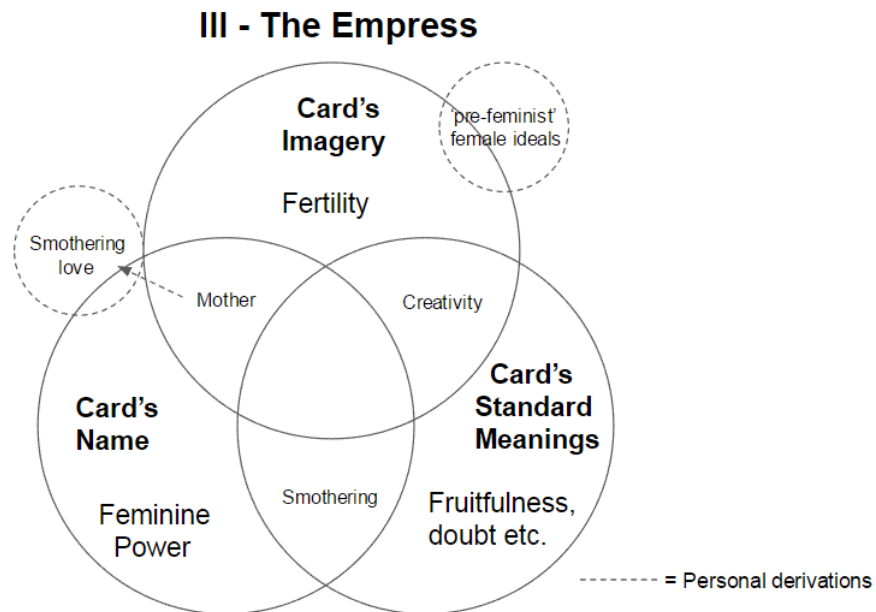 III - The Empress
Card's
Imagery
'pre-feminist'
female ideals
Fertility
Smothering
love
Mother
Creativity
Card's
Name
Card's
Standard
Meanings
Smothering
Feminine
Power
Fruitfulness,
doubt etc.
= Personal derivations